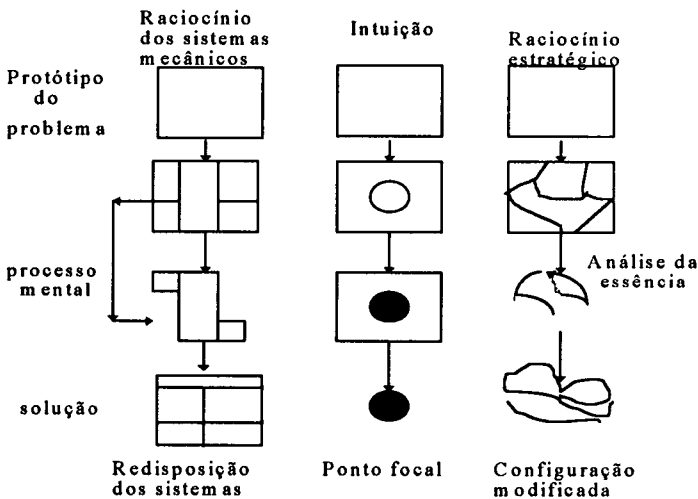 Raciocínio
dos sistemas
mecânicos
Intuição
Raciocínio
estratégico
Protótipo
do
problema
processo
mental
Análise da
essência
solução
Redisposição
dos sistemas
Ponto focal
Configuração
modificada